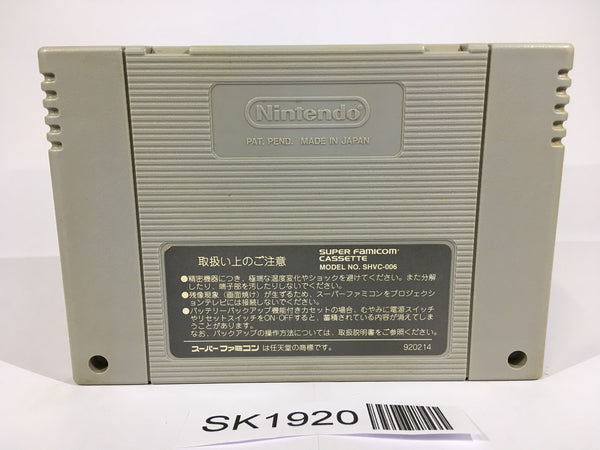 Nintendo
PAT. PEND. MADE IN JAPAN
取扱い上のご注意
SUPER FAMICOM
CASSETTE
MODEL NO. SHVC-006
●精密機器につき、極端な温度変化やショックを避けてください。また分解
したり、端子部を汚したりしないでください。
●残像現象（画面焼け）が生ずるため、スーパーファミコンをプロジェクシ
ョンテレビには接続しないでください。
●バッテリーバックアップ機能付きカセットの場合、むやみに電源スイッチ
やリセットスイッチをON・OFFすると、蓄積されている内容が消えてしま
うことがあります。
なお、バックアップの操作方法については、取扱説明書をご参照ください。
スーパーファミコン は任天堂の商標です。
920214
SK1920